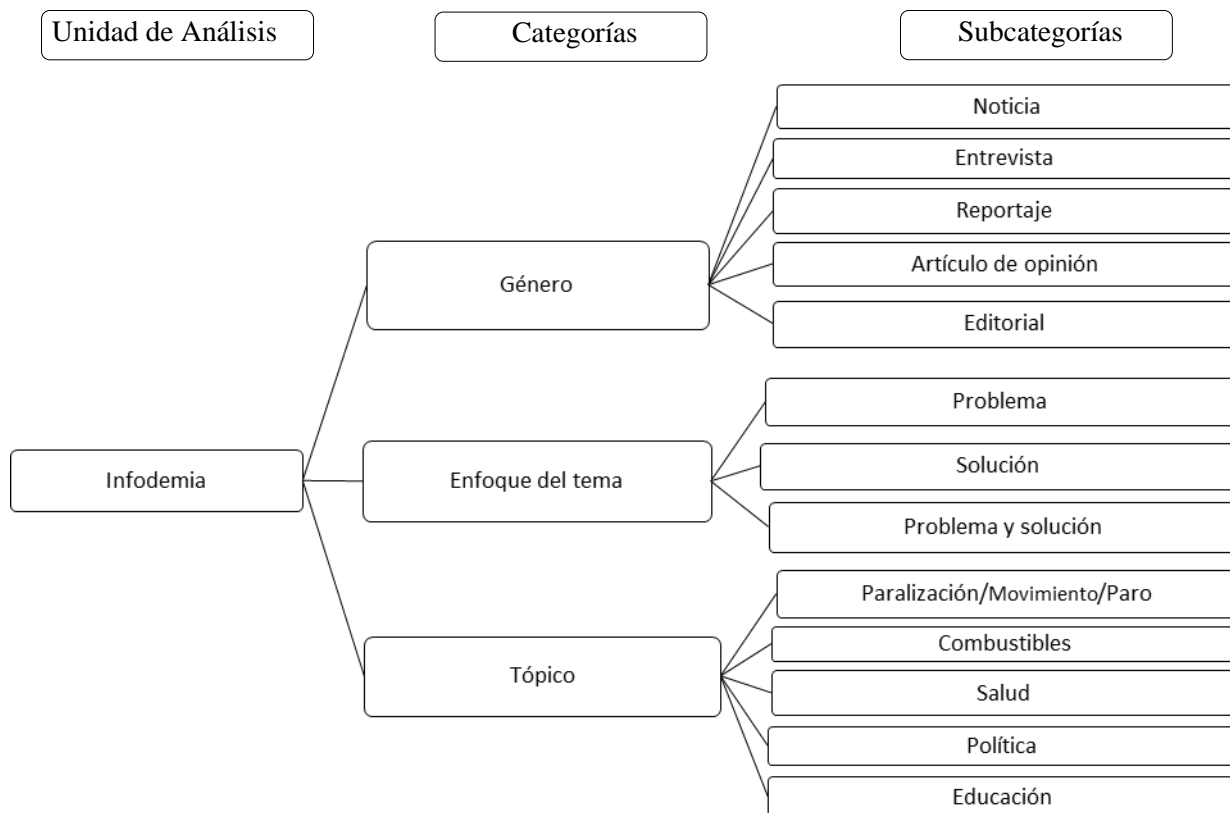 Unidad de Análisis
Categorías
Subcategorías
Noticia
Entrevista
Reportaje
Artículo de opinión
Editorial
Género
Problema
Solución
Problema y solución
Enfoque del tema
Infodemia
Paralización/Movimiento/Paro
Combustibles
Salud
Política
Educación
Tópico